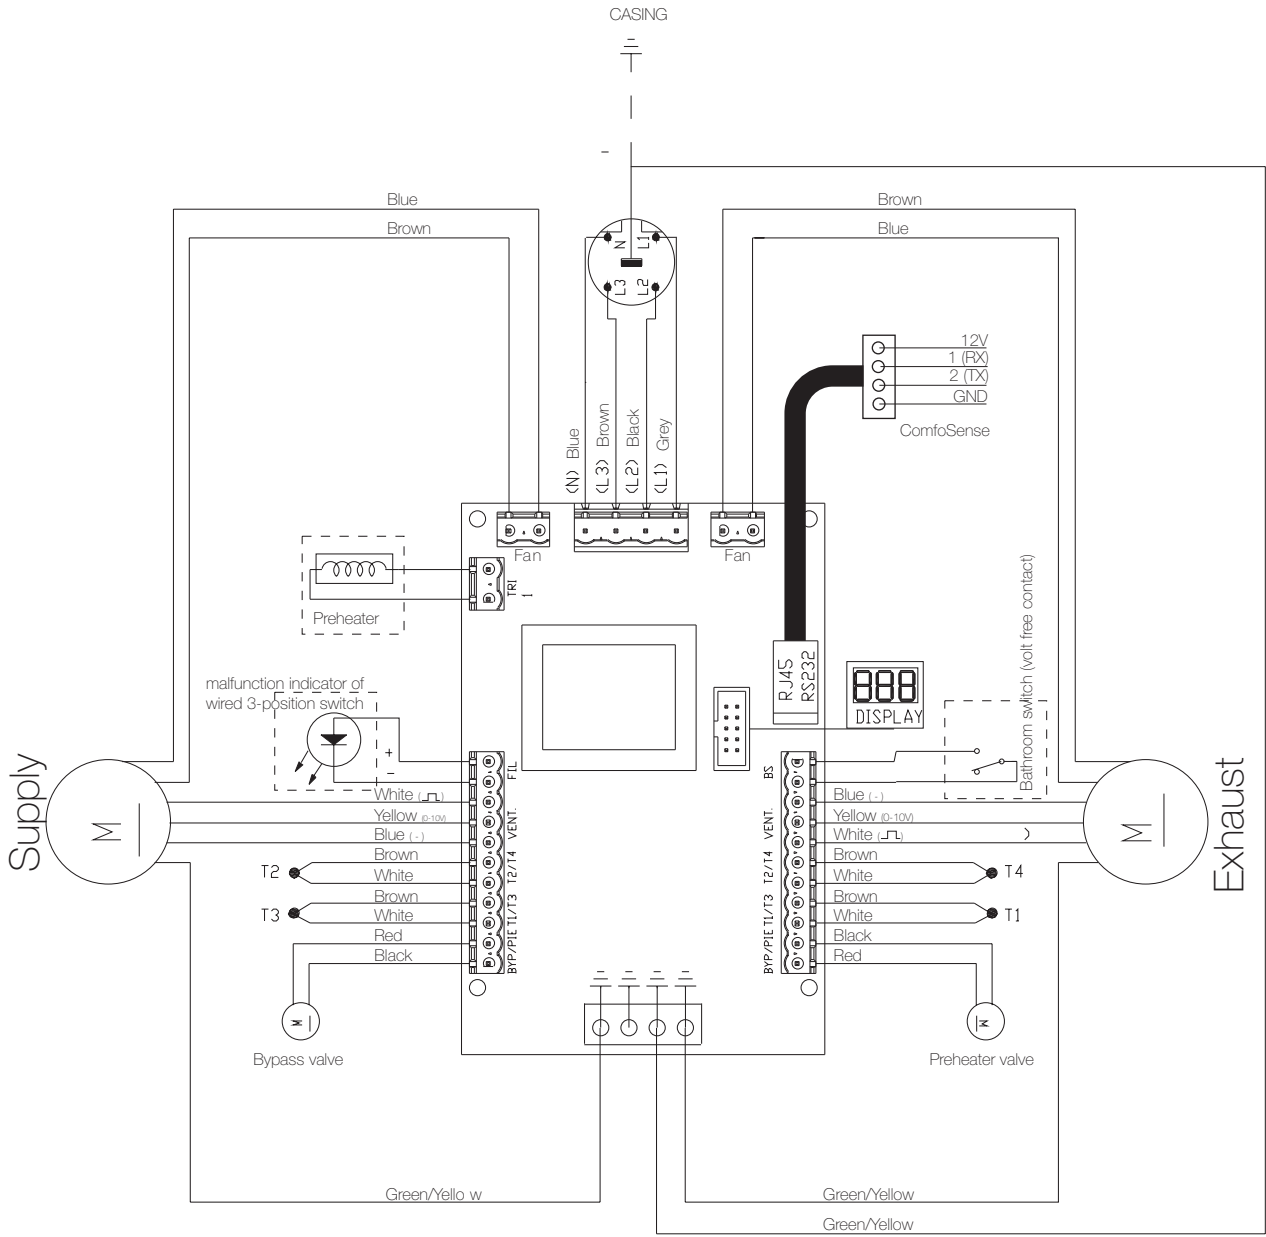 CASING
Blue
Brown
Brown
Blue
N
L1
L3
L2
12V
1 (RX)
2 (TX)
GND
ComfoSense
(N) Blue
(L3) Brown
(L2) Black
(L1) Grey
Fan
Fan
TRI
1
Preheater
RJ45
RS232
DISPLAY
Bathroom switch (volt free contact)
malfunction indicator of
wired 3-position switch
+
-
FIL
VENT.
T2/T4
T1/T3
BYP/PIE
BS
VENT.
T2/T4
T1/T3
BYP/PIE
Supply
M
Exhaust
M
White
Yellow (0-10V)
Blue ( - )
Brown
White
Brown
White
Red
Black
T2
T3
Blue ( - )
Yellow (0-10V)
White
)
Brown
White
Brown
White
Black
Red
T4
T1
M
Bypass valve
M
Preheater valve
Green/Yello w
Green/Yellow
Green/Yellow